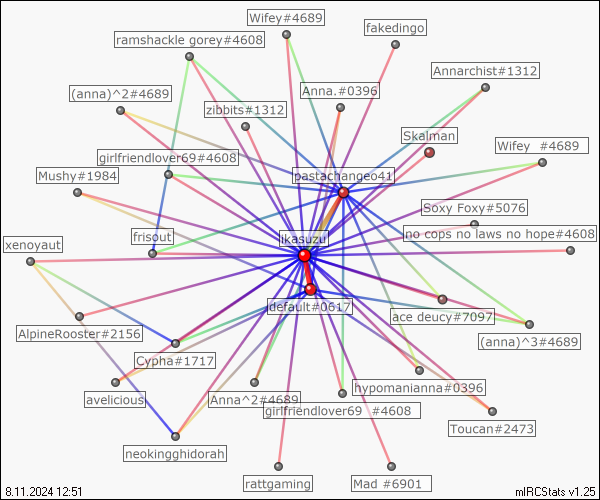 Wifey#4689
fakedingo
ramshackle gorey#4608
Annarchist#1312
(anna)^2#4689
Anna.#0396
zibbits#1312
Skalman
Wifey  #4689
girlfriendlover69#4608
Mushy#1984
pastachangeo41
Soxy Foxy#5076
frisout
ikasuzu
no cops no laws no hope#4608
xenoyaut
default#0617
ace deucy#7097
AlpineRooster#2156
(anna)^3#4689
Cypha#1717
hypomanianna#0396
avelicious
Anna^2#4689
girlfriendlover69  #4608
Toucan#2473
neokingghidorah
rattgaming
Mad #6901
8.11.2024 12:51
mIRCStats v1.25